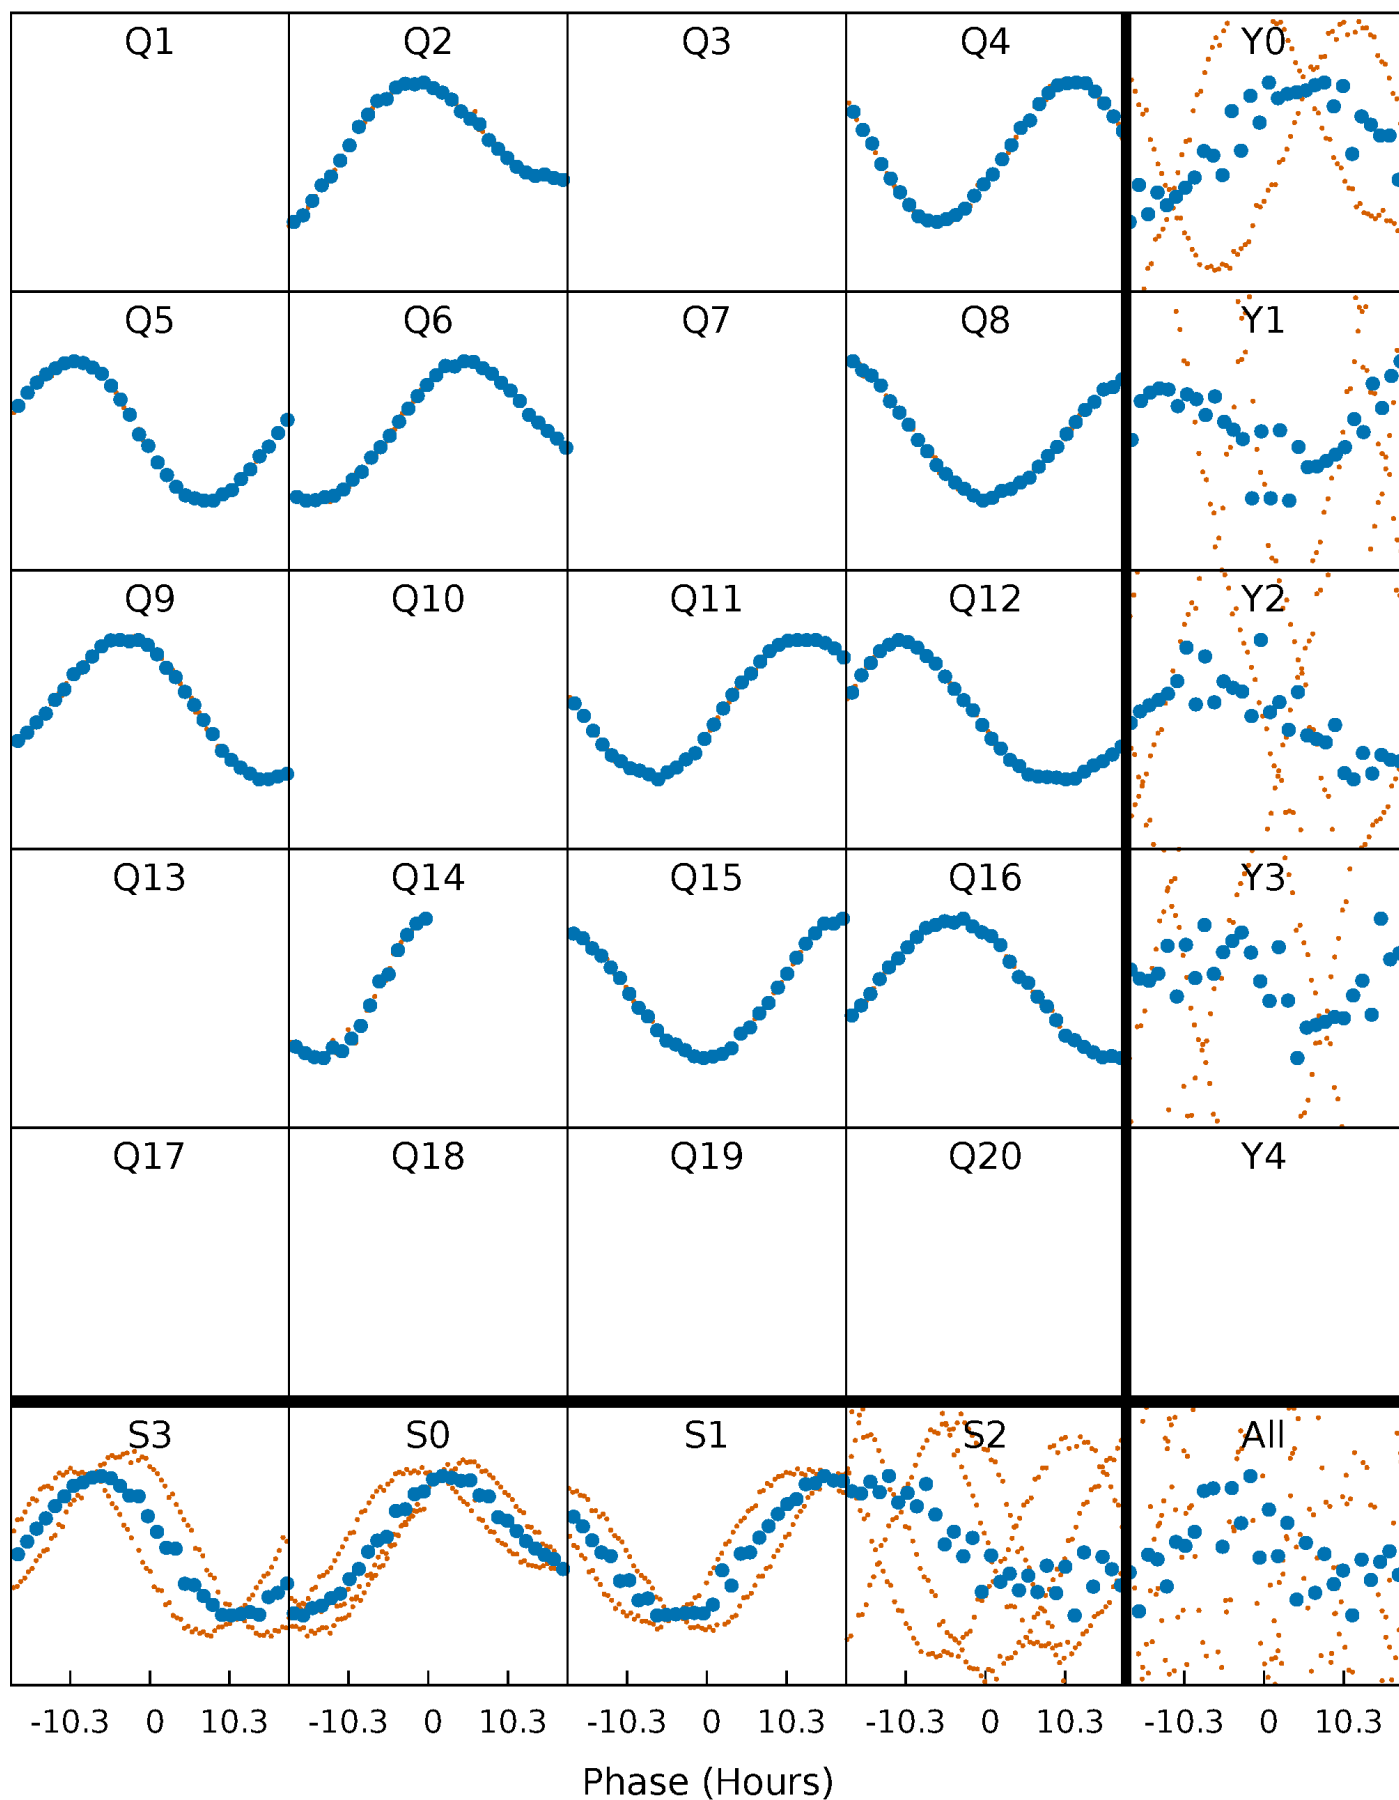 Q1 Q2 Q3 Q4 Y0
Q5 Q6 Q7 Q8 Y1
Q9 Q10 Q11 Q12 Y2
Q13 Q14 Q15 Q16 Y3
Q17 Q18 Q19 Q20 Y4
S3 S0 S1 S2 All
-10.3 0 10.3 -10.3 0 10.3 -10.3 0 10.3 -10.3 0 10.3 -10.3 0 10.3
Phase (Hours)